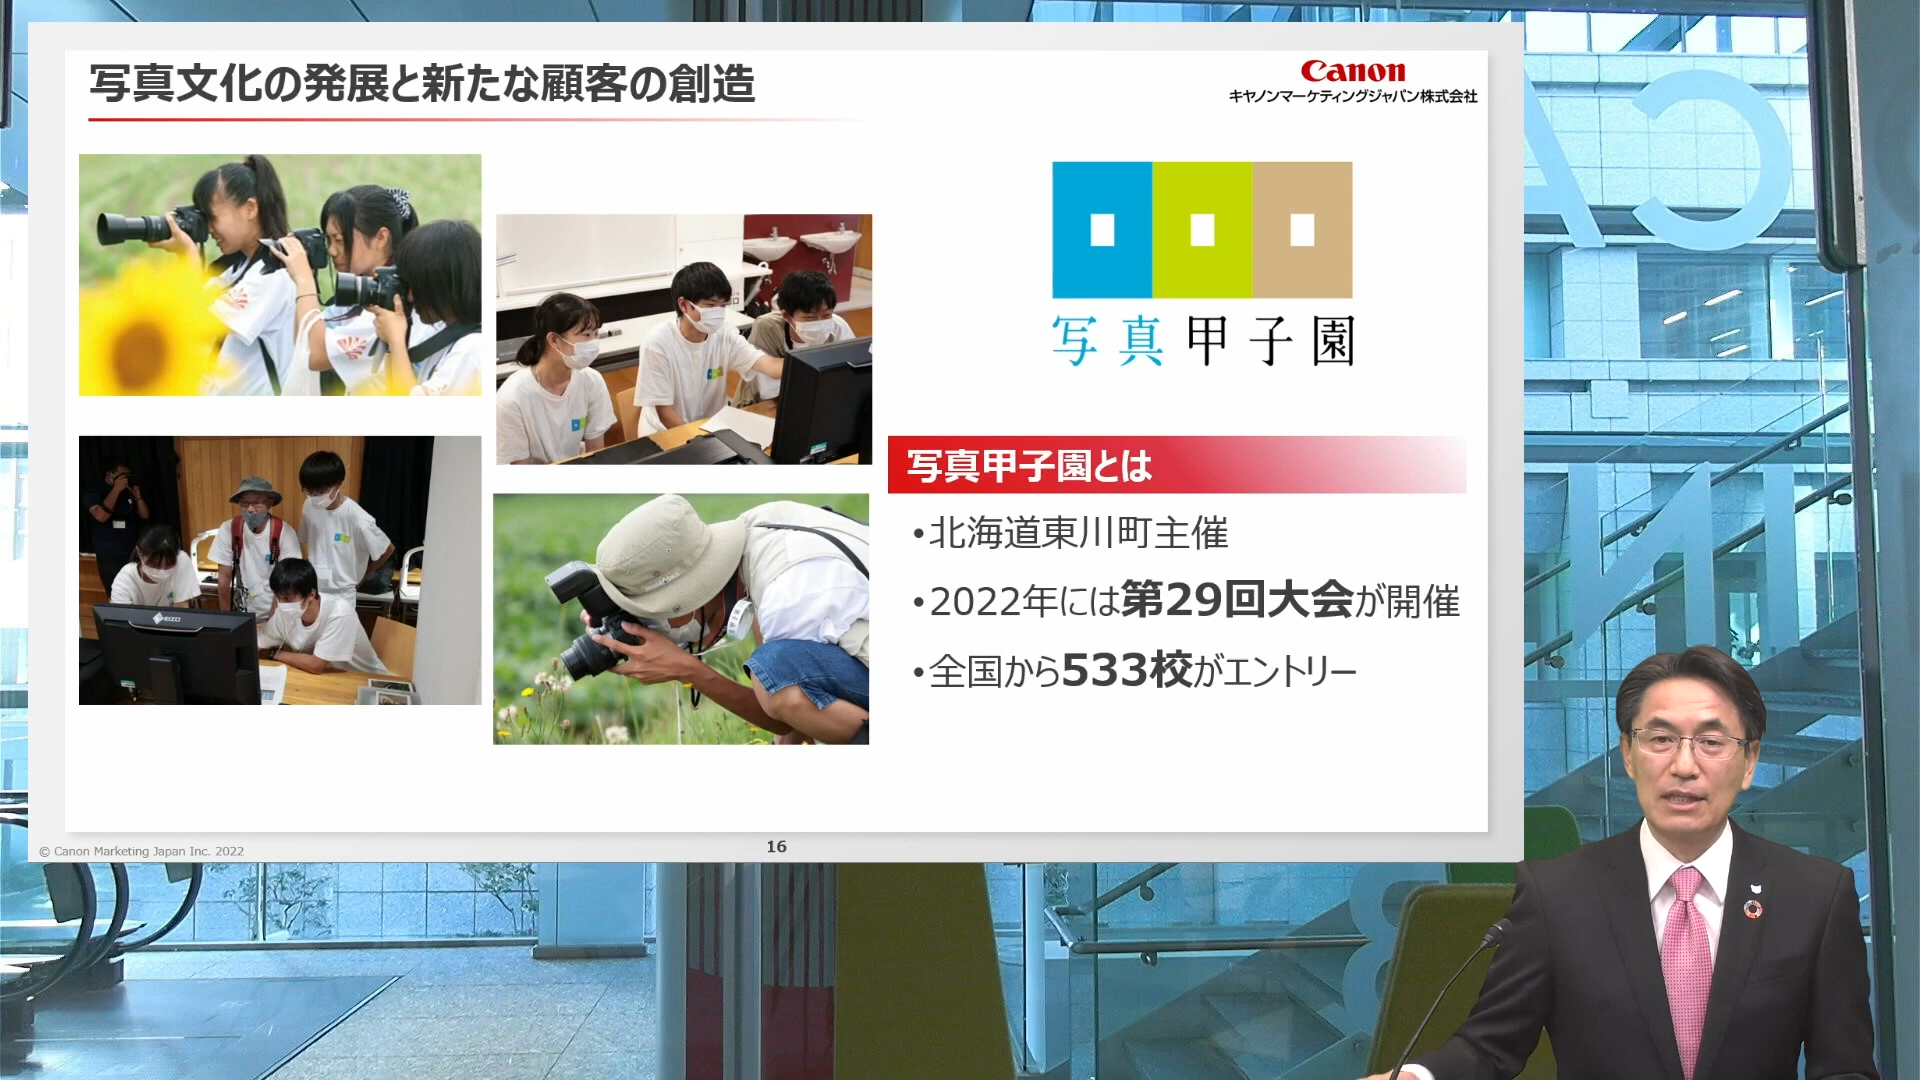 写真文化の発展と新たな顧客の創造
Canon
キヤノンマーケティングジャパン株式会社
写真甲子園
写真甲子園とは
•北海道東川町主催
•2022年には第29回大会が開催
•全国から533校がエントリー
EIZO
© Canon Marketing Japan Inc. 2022
16